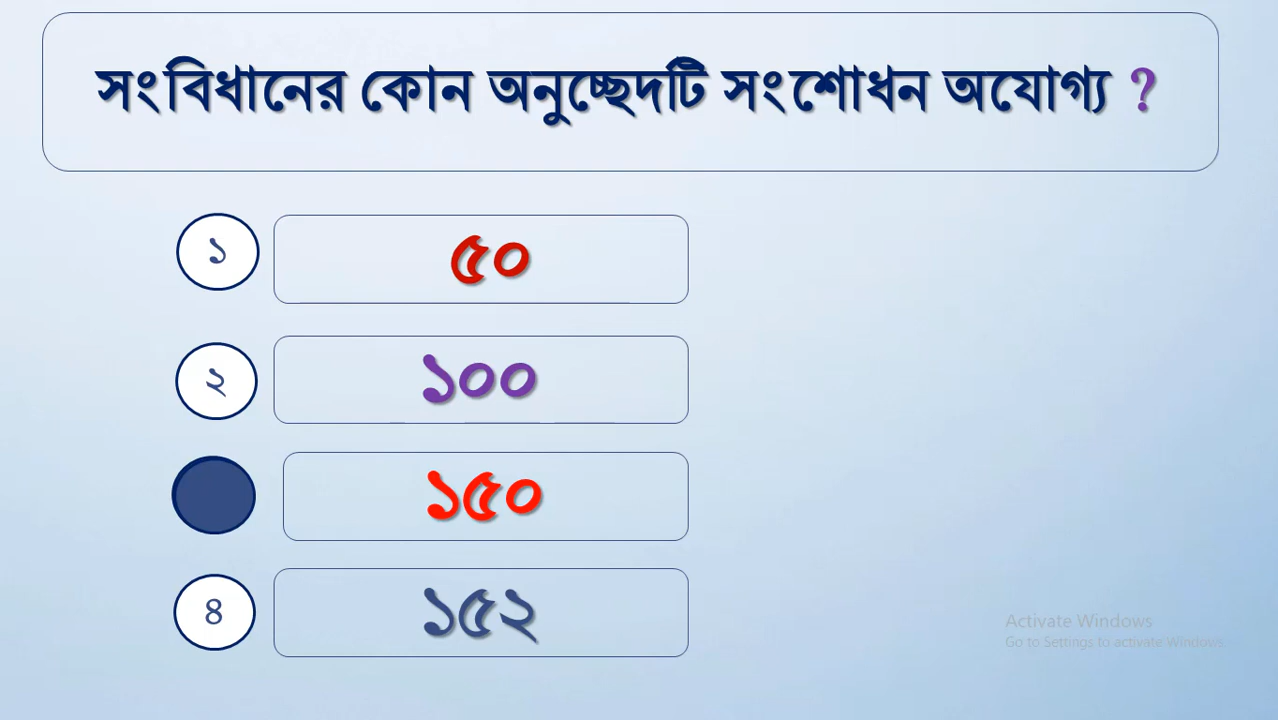 সংবিধানের কোন অনুচ্ছেদটি সংশোধন অযোগ্য ?
১
৫০
২
১০০
১৫০
৪
১৫২
Activate Windows
Go to Settings to activate Windows.